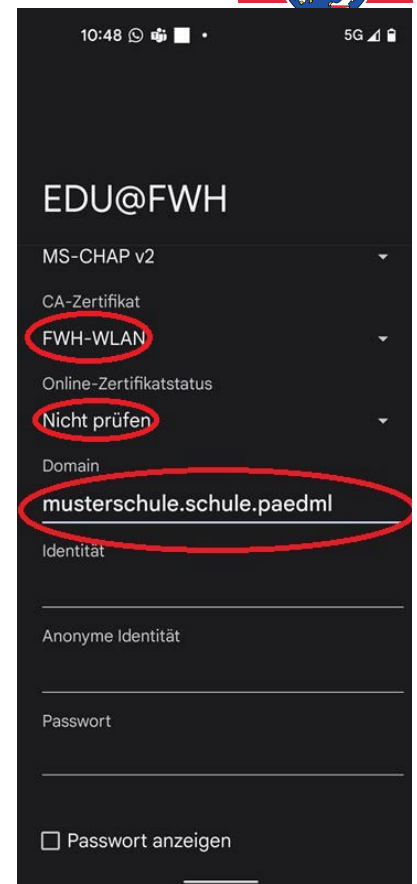 10:48
5G
EDU@FWH
MS-CHAP v2
CA-Zertifikat
FWH-WLAN
Online-Zertifikatstatus
Nicht prüfen
Domain
musterschule.schule.paedml
Identität
Anonyme Identität
Passwort
Passwort anzeigen